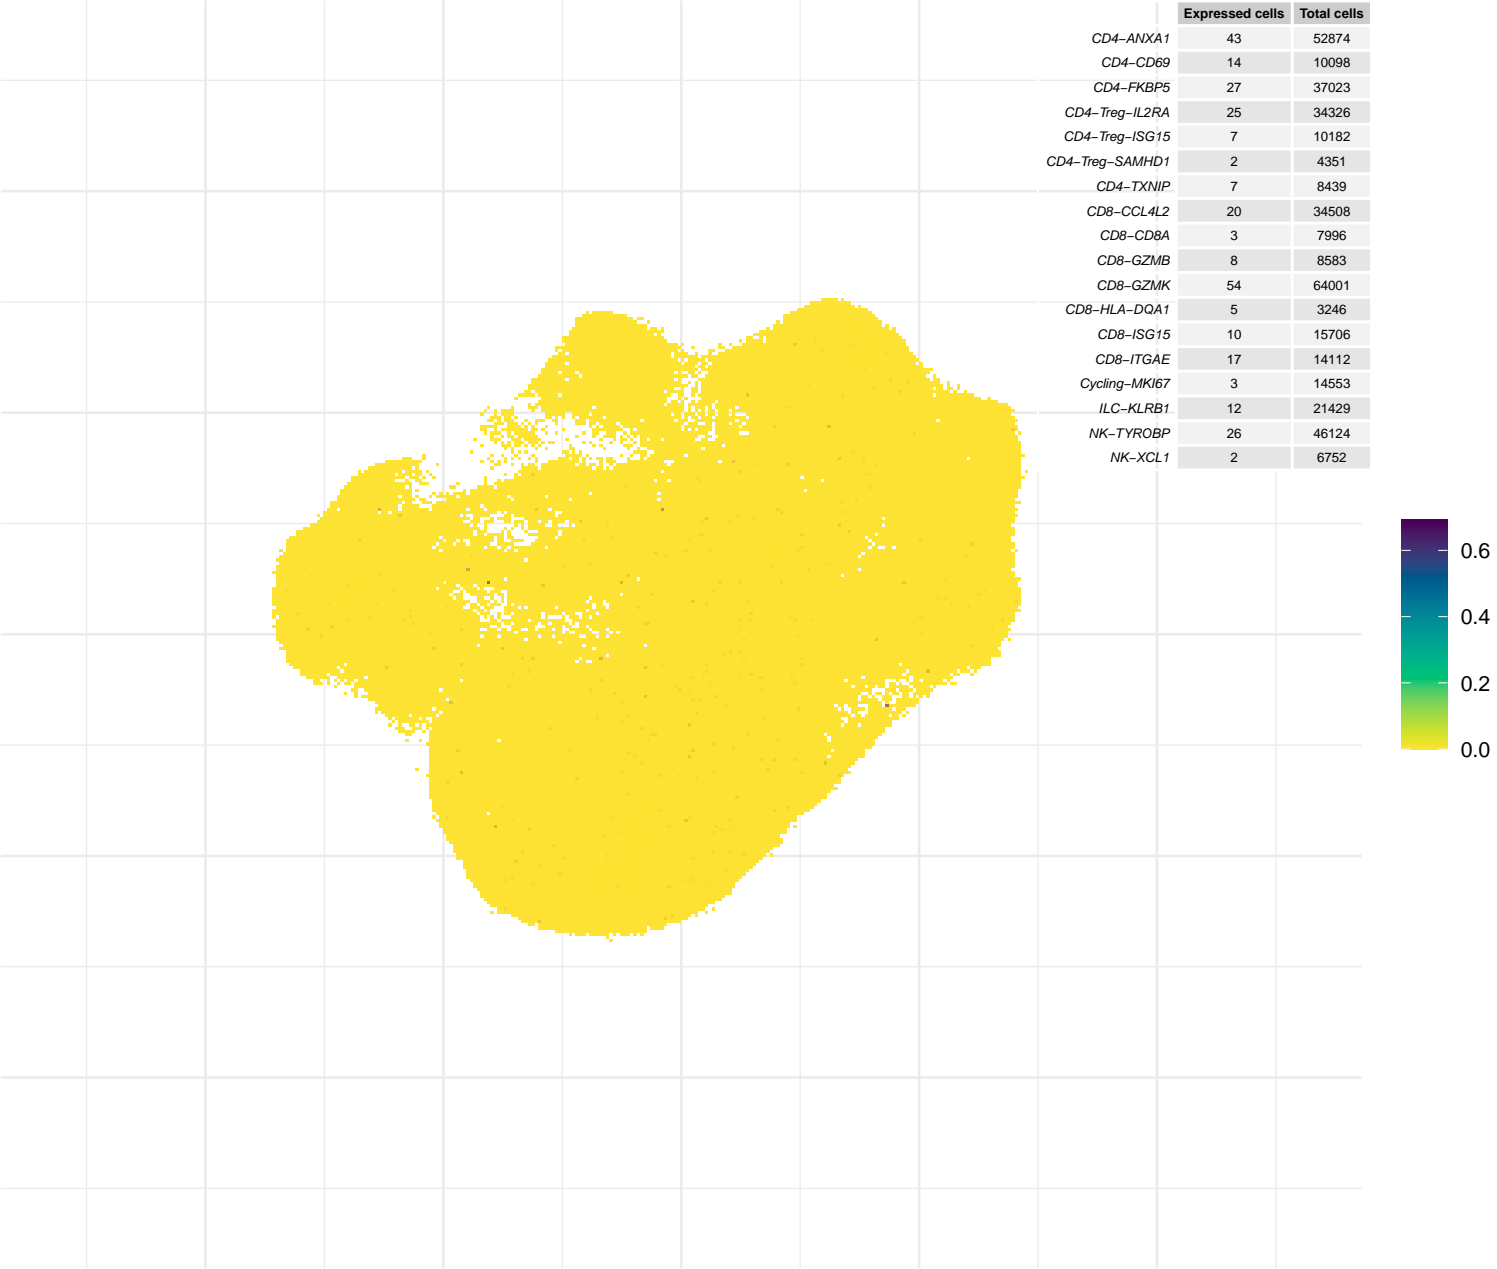 Expressed cells Total cells
CD4−ANXA1 43 52874
CD4−CD69 14 10098
CD4−FKBP5 27 37023
CD4−Treg−IL2RA 25 34326
CD4−Treg−ISG15 7 10182
CD4−Treg−SAMHD1 2 4351
CD4−TXNIP 7 8439
CD8−CCL4L2 20 34508
CD8−CD8A 3 7996
CD8−GZMB 8 8583
CD8−GZMK 54 64001
CD8−HLA−DQA1 5 3246
CD8−ISG15 10 15706
CD8−ITGAE 17 14112
Cycling−MKI67 3 14553
ILC−KLRB1 12 21429
NK−TYROBP 26 46124
NK−XCL1 2 6752
0.6
0.4
0.2
0.0